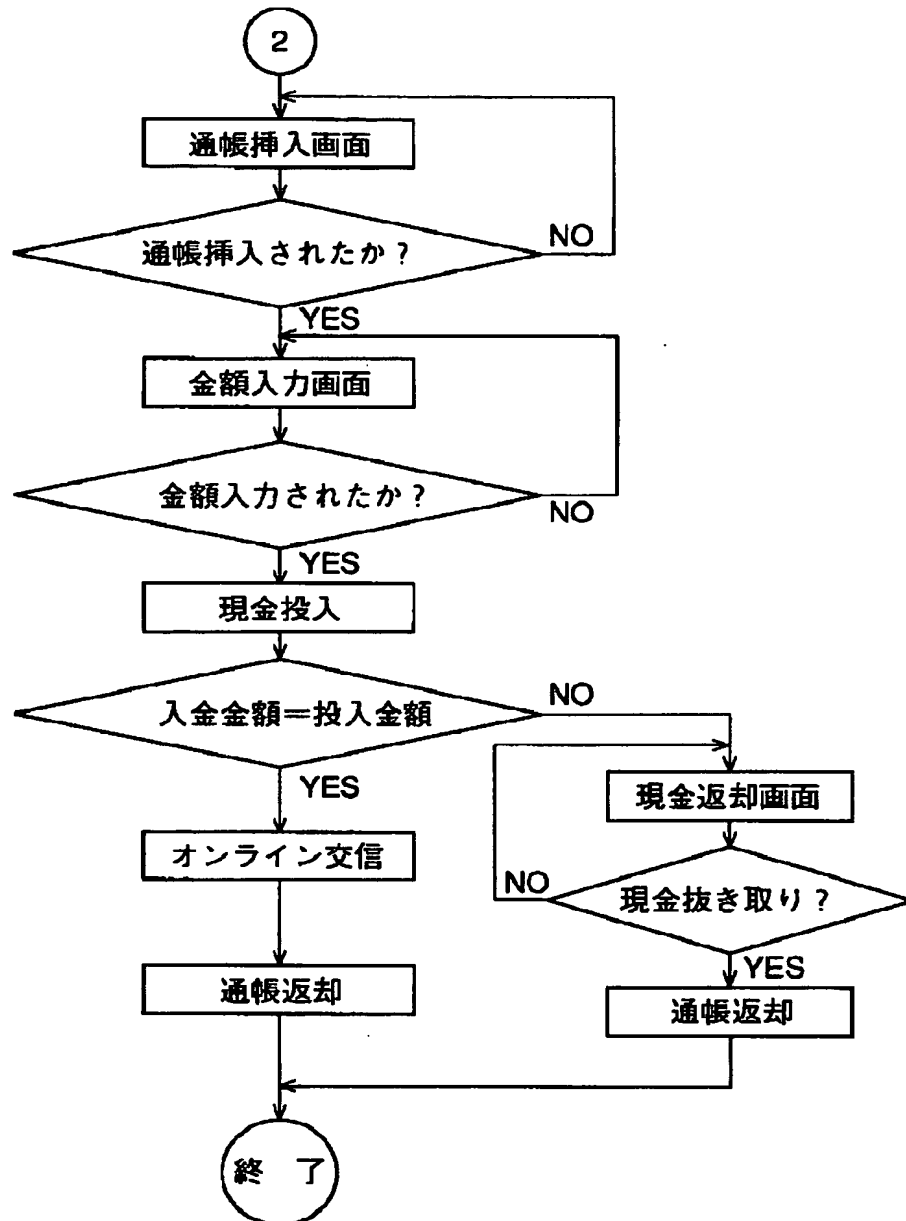 2
通帳挿入画面
通帳挿入されたか?
NO
YES
金額入力画面
金額入力されたか?
NO
YES
現金投入
入金金額=投入金額
NO
YES
現金返却画面
オンライン交信
現金抜き取り?
NO
YES
通帳返却
通帳返却
終 了